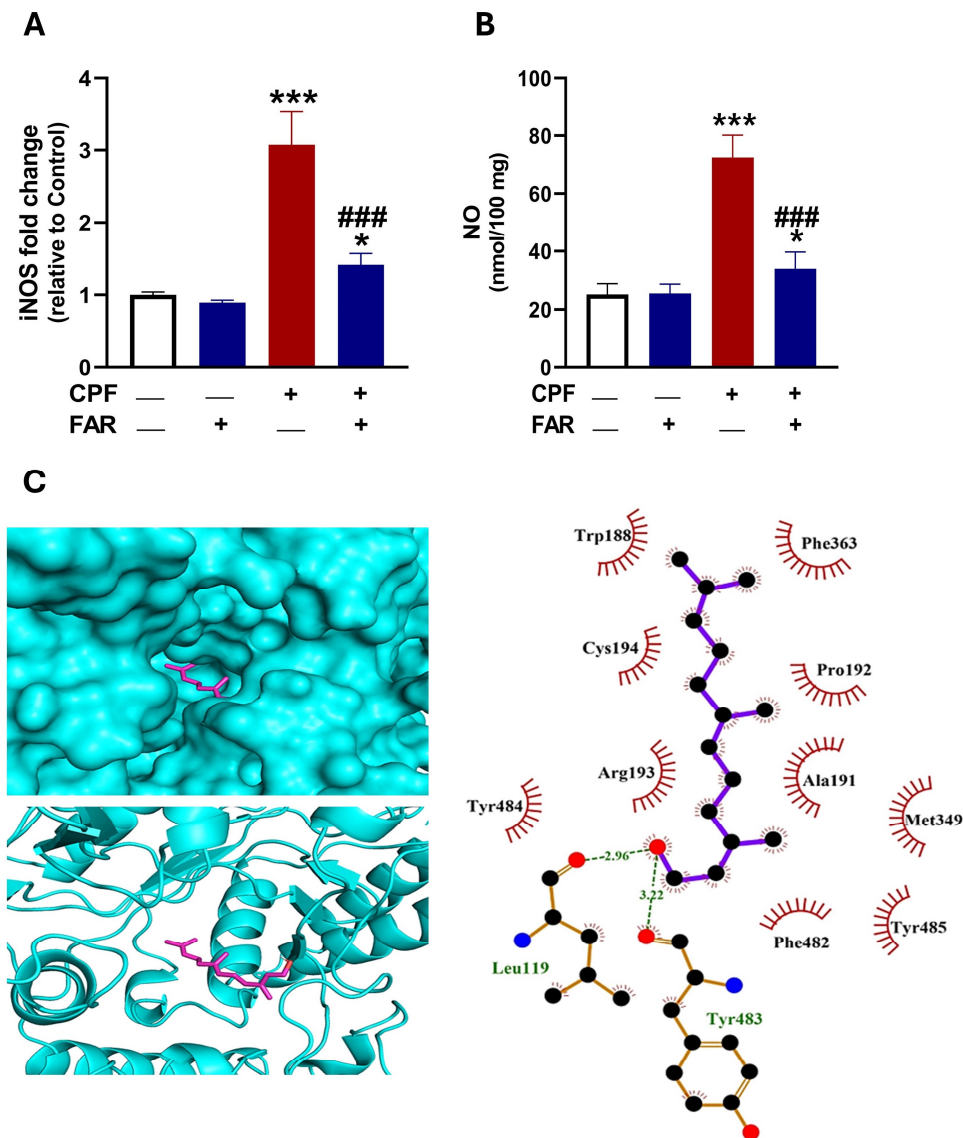 A
iNOS fold change
(relative to Control)
4
3
2
1
0
***
###
*
CPF — — + +
FAR — + — +
B
NO
(nmol/100 mg)
100
80
60
40
20
0
***
###
*
CPF — — + +
FAR — + — +
C
Trp188
Phe363
Cys194
Pro192
Arg193
Ala191
Tyr484
Met349
2.96
3.22
Phe482
Tyr485
Leu119
Tyr483